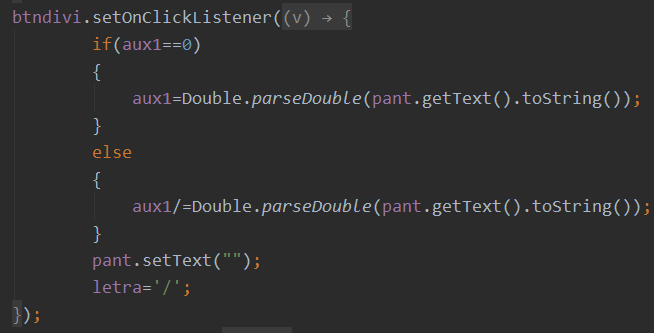 btndivi.setOnClickListener((v) → {
if(aux1==0)
{
aux1=Double.parseDouble(pant.getText().toString());
}
else
{
aux1/=Double.parseDouble(pant.getText().toString());
}
pant.setText("");
letra='/';
});